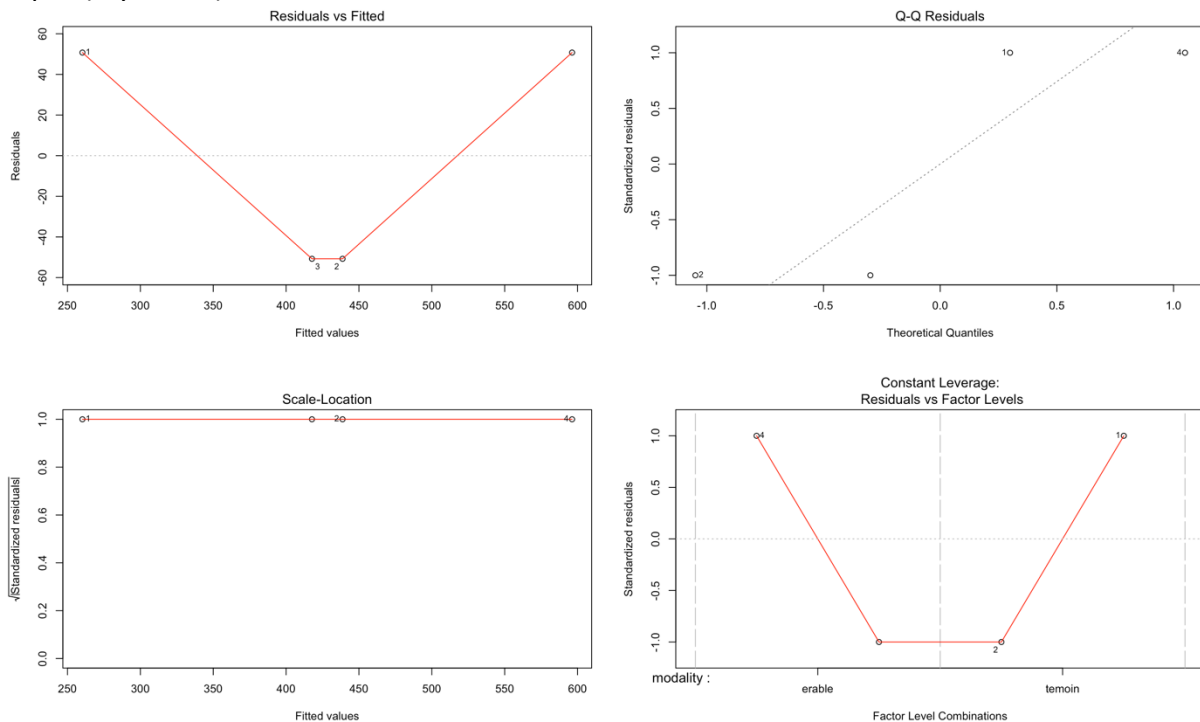 Residuals vs Fitted
60
40
20
0
-20
-40
-60
Residuals
1
3
2
250 300 350 400 450 500 550 600
Fitted values
Q-Q Residuals
1.0
0.5
0.0
-0.5
-1.0
Standardized residuals
1
4
2
-1.0 -0.5 0.0 0.5 1.0
Theoretical Quantiles
Scale-Location
1.0
0.8
0.6
0.4
0.2
0.0
√|Standardized residuals|
1
2
4
250 300 350 400 450 500 550 600
Fitted values
Constant Leverage:
Residuals vs Factor Levels
1.0
0.5
0.0
-0.5
-1.0
Standardized residuals
4
1
2
modality :
erable temoin
Factor Level Combinations